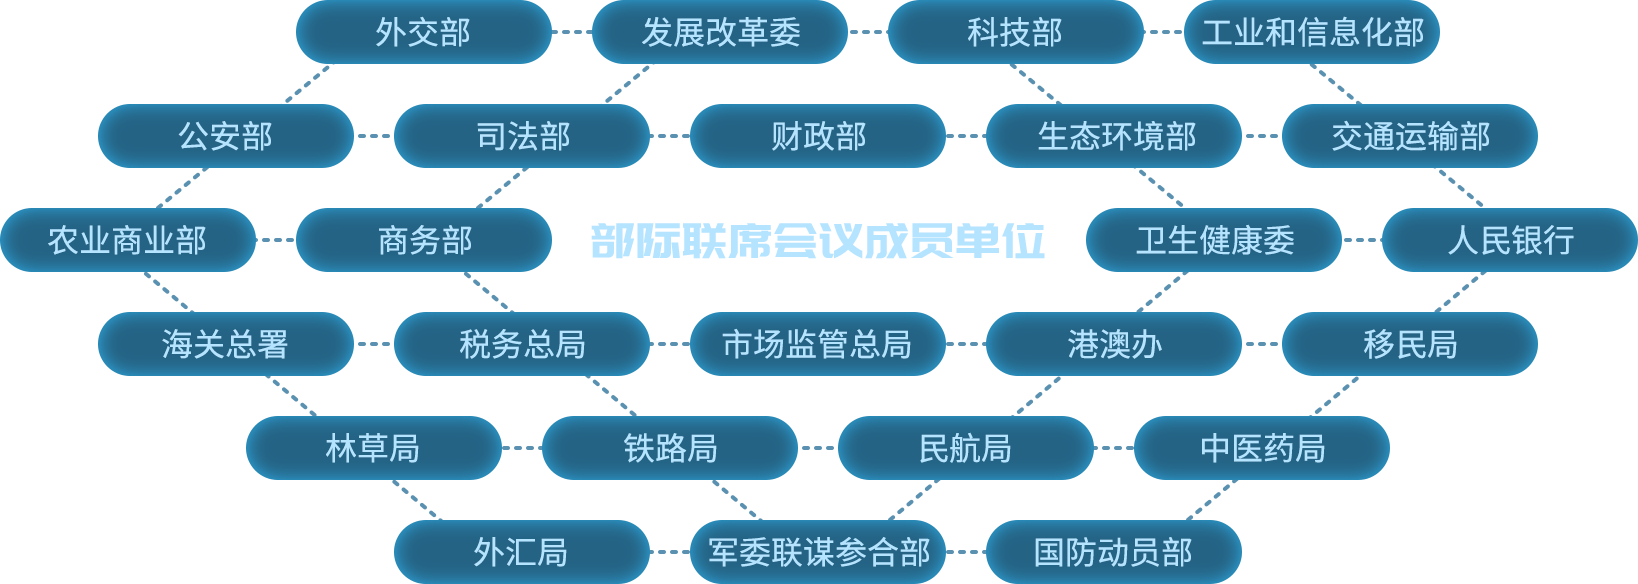 外交部 发展改革委 科技部 工业和信息化部
公安部 司法部 财政部 生态环境部 交通运输部
农业商业部 商务部 部际联席会议成员单位 卫生健康委 人民银行
海关总署 税务总局 市场监管总局 港澳办 移民局
林草局 铁路局 民航局 中医药局
外汇局 军委联谋参合部 国防动员部